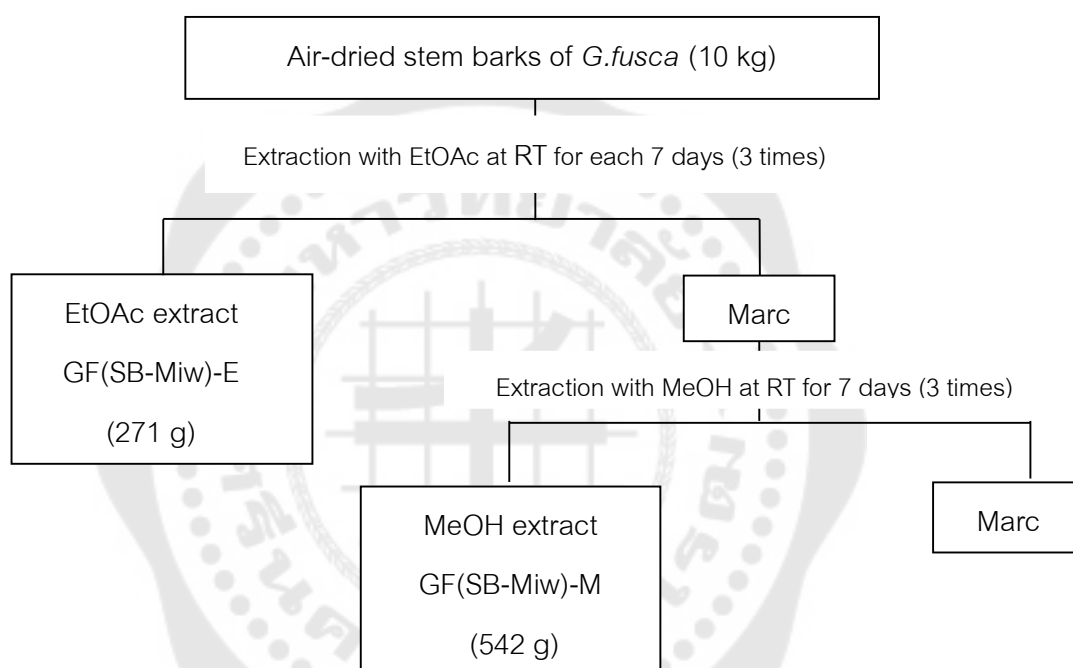 Air-dried stem barks of G.fusca (10 kg)
Extraction with EtOAc at RT for each 7 days (3 times)
EtOAc extract
GF(SB-Miw)-E
(271 g)
Marc
Extraction with MeOH at RT for 7 days (3 times)
MeOH extract
GF(SB-Miw)-M
(542 g)
Marc